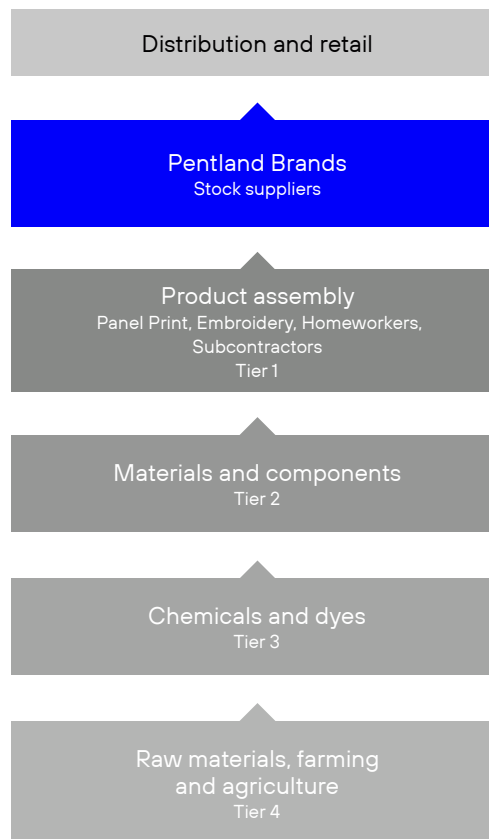 Distribution and retail
Pentland Brands
Stock suppliers
Product assembly
Panel Print, Embroidery, Homeworkers,
Subcontractors
Tier 1
Materials and components
Tier 2
Chemicals and dyes
Tier 3
Raw materials, farming
and agriculture
Tier 4